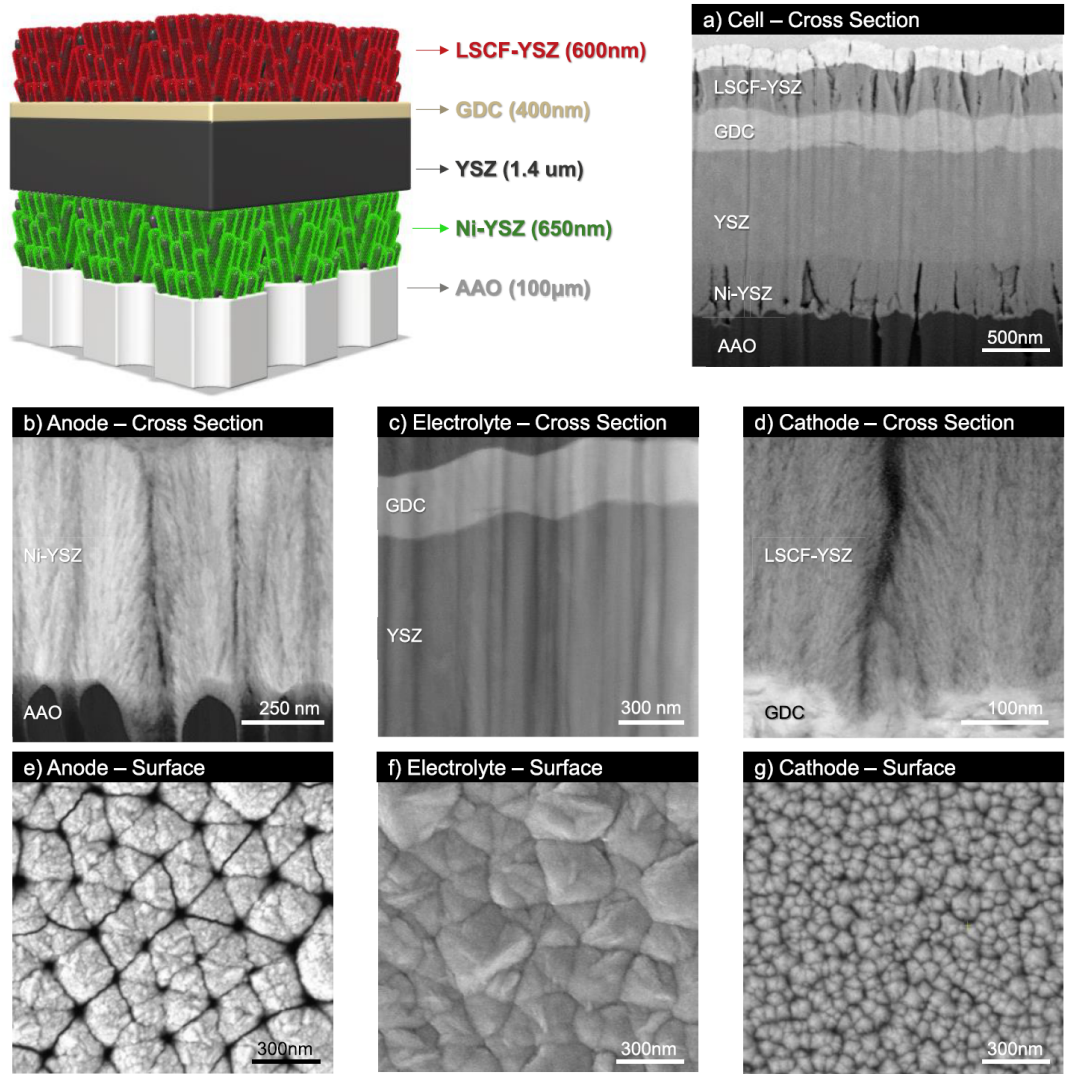 LSCF-YSZ (600nm)
GDC (400nm)
YSZ (1.4 um)
Ni-YSZ (650nm)
AAO (100μm)
a) Cell – Cross Section
LSCF-YSZ
GDC
YSZ
Ni-YSZ
AAO
500nm
b) Anode – Cross Section
Ni-YSZ
AAO
250 nm
c) Electrolyte – Cross Section
GDC
YSZ
300 nm
d) Cathode – Cross Section
LSCF-YSZ
GDC
100nm
e) Anode – Surface
300nm
f) Electrolyte – Surface
300nm
g) Cathode – Surface
300nm